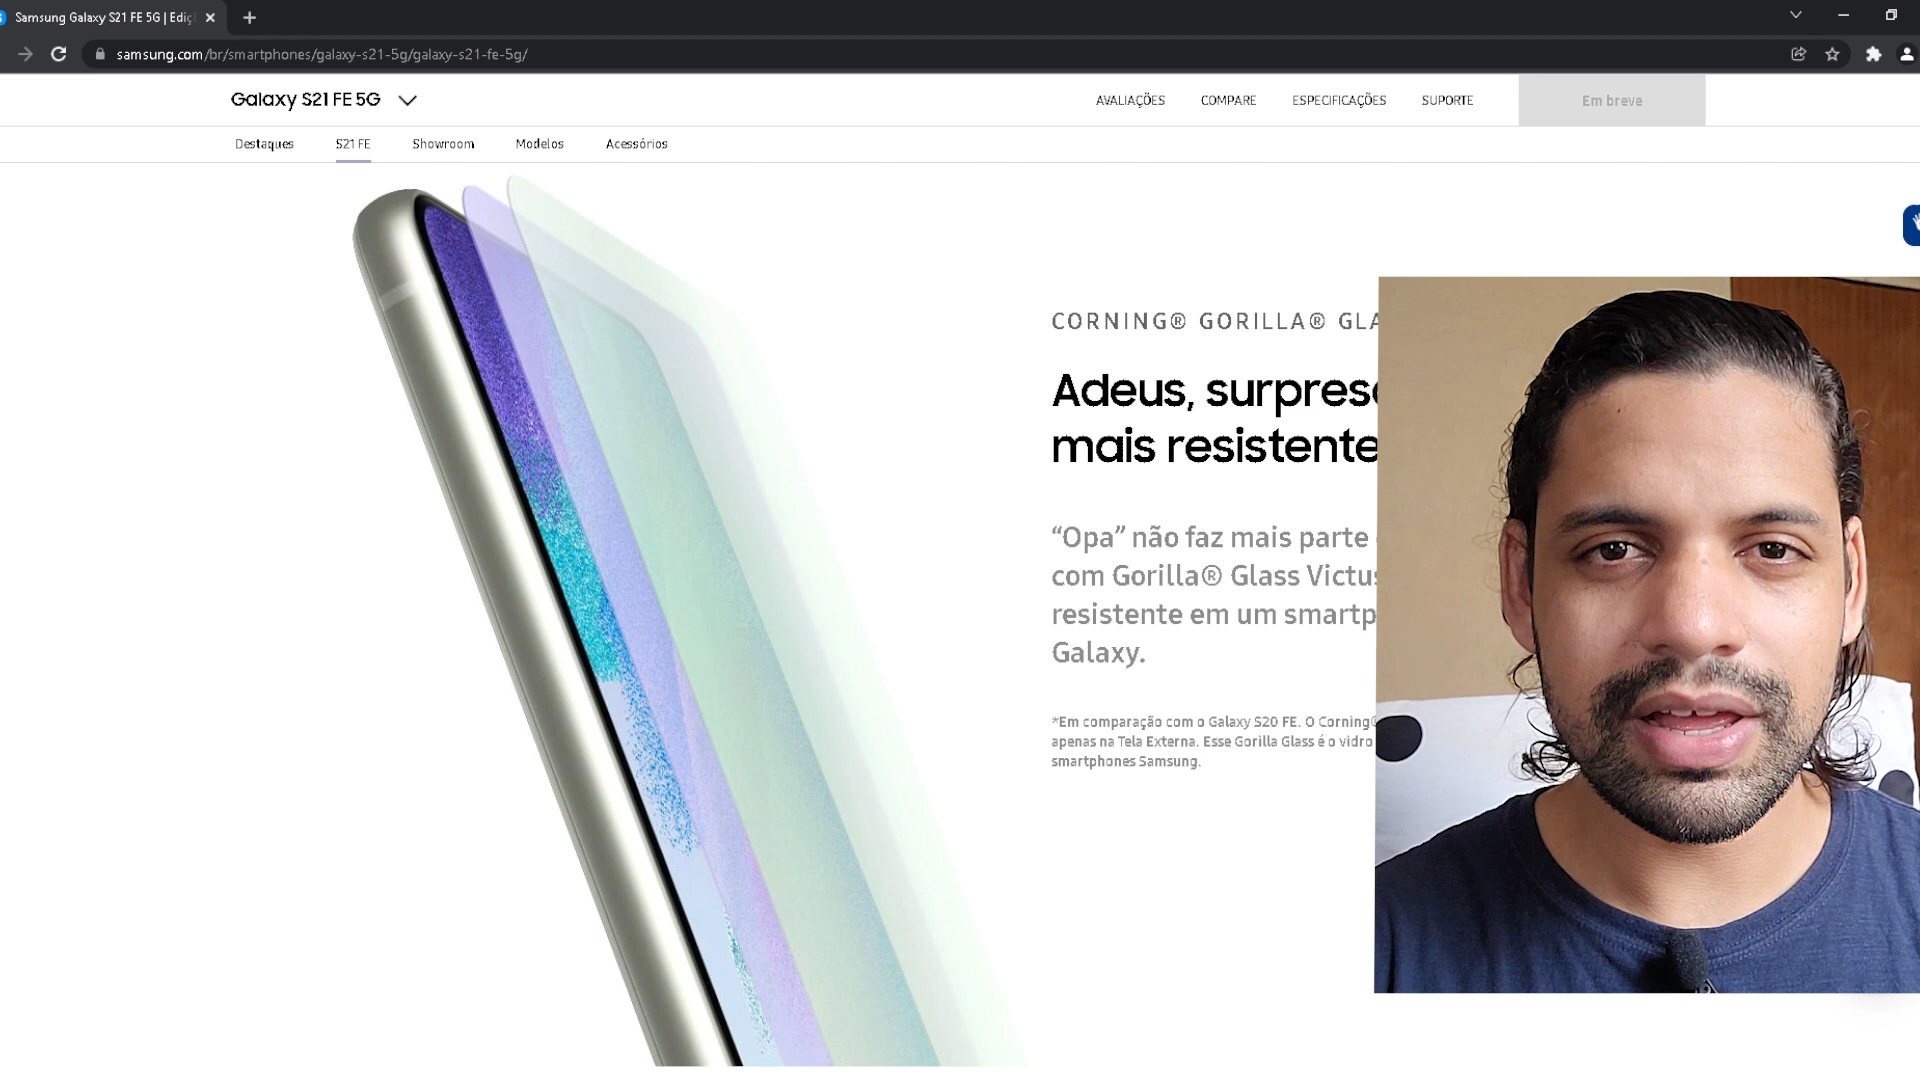 Samsung Galaxy S21 FE 5G | Ediç
samsung.com/br/smartphones/galaxy-s21-5g/galaxy-s21-fe-5g/
Galaxy S21 FE 5G
AVALIAÇÕES COMPARE ESPECIFICAÇÕES SUPORTE Em breve
Destaques S21 FE Showroom Modelos Acessórios
CORNING® GORILLA® GLA
Adeus, surpres
mais resistente
“Opa” não faz mais parte
com Gorilla® Glass Victus
resistente em um smartp
Galaxy.
*Em comparação com o Galaxy S20 FE. O Corning®
apenas na Tela Externa. Esse Gorilla Glass é o vidro
smartphones Samsung.